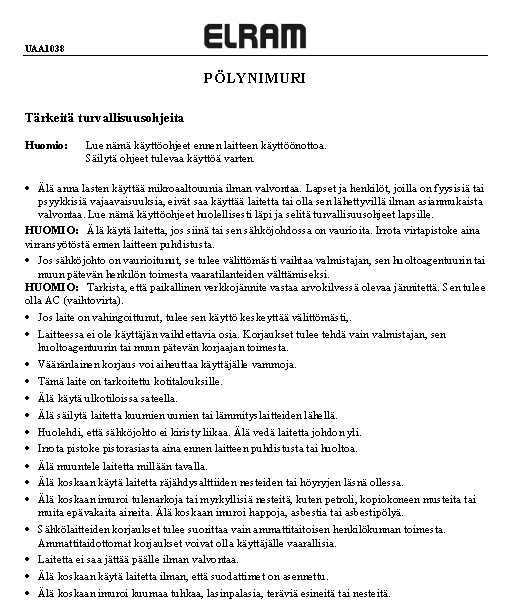 ELRAM
UAA1038
PÖLYNIMURI
Tärkeitä turvallisuusohjeita
Huomio: Lue nämä käyttöohjeet ennen laitteen käyttöönottoa.
Säilytä ohjeet tulevaa käyttöä varten.
• Älä anna lasten käyttää mikroaaltouunia ilman valvontaa. Lapset ja henkilöt, joilla on fyysisiä tai
psyykkisiä vajaavaisuuksia, eivät saa käyttää laitetta tai olla sen lähettyvillä ilman asianmukaista
valvontaa. Lue nämä käyttöohjeet huolellisesti läpi ja selitä turvallisuusohjeet lapsille.
HUOMIO: Älä käytä laitetta, jos siinä tai sen sähköjohdossa on vaurioita. Irrota virtapistoke aina
virransyötöstä ennen laitteen puhdistusta.
• Jos sähköjohto on vaurioitunut, se tulee välittömästi vaihtaa valmistajan, sen huoltoagentuurin tai
muun pätevän henkilön toimesta vaaratilanteiden välttämiseksi.
HUOMIO: Tarkista, että paikallinen verkkojännite vastaa arvokilvessä olevaa jännitettä. Sen tulee
olla AC (vaihtovirta).
• Jos laite on vahingoittunut, tulee sen käyttö keskeyttää välittömästi,.
• Laitteessa ei ole käyttäjän vaihdettavia osia. Korjaukset tulee tehdä vain valmistajan, sen
huoltoagentuurin tai muun pätevän korjaajan toimesta.
• Vääränlainen korjaus voi aiheuttaa käyttäjälle vammoja.
• Tämä laite on tarkoitettu kotitalouksille.
• Älä käytä ulkotiloissa sateella.
• Älä säilytä laitetta kuumien uunien tai lämmityslaitteiden lähellä.
• Huolehdi, että sähköjohto ei kiristy liikaa. Älä vedä laitetta johdon yli.
• Irrota pistoke pistorasiasta aina ennen laitteen puhdistusta tai huoltoa.
• Älä muuntele laitetta millään tavalla.
• Älä koskaan käytä laitetta räjähdysalttiiden nesteiden tai höyryjen läsnä ollessa.
• Älä koskaan imuroi tulenarkoja tai myrkyllisiä nesteitä, kuten petroli, kopiokoneen musteita tai
muita epävakaita aineita. Älä koskaan imuroi happoja, asbestia tai asbestipölyä.
• Sähkölaitteiden korjaukset tulee suorittaa vain ammattitaitoisen henkilökunnan toimesta.
Ammattitaidottomat korjaukset voivat olla käyttäjälle vaarallisia.
• Laitetta ei saa jättää päälle ilman valvontaa.
• Älä koskaan käytä laitetta ilman, että suodattimet on asennettu.
• Älä koskaan imuroi kuumaa tuhkaa, lasinpalasia, teräviä esineitä tai nesteitä.